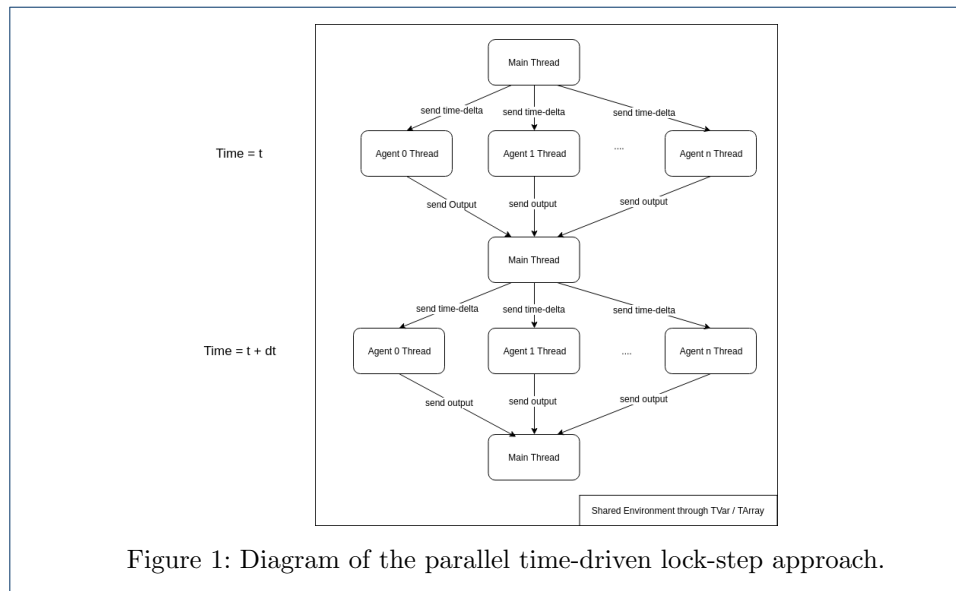 Main Thread
send time-delta send time-delta send time-delta
Time = t
Agent 0 Thread Agent 1 Thread .... Agent n Thread
send Output send output send output
Main Thread
send time-delta send time-delta send time-delta
Time = t + dt
Agent 0 Thread Agent 1 Thread .... Agent n Thread
send output send output send output
Main Thread
Shared Environment through TVar / TArray
Figure 1: Diagram of the parallel time-driven lock-step approach.